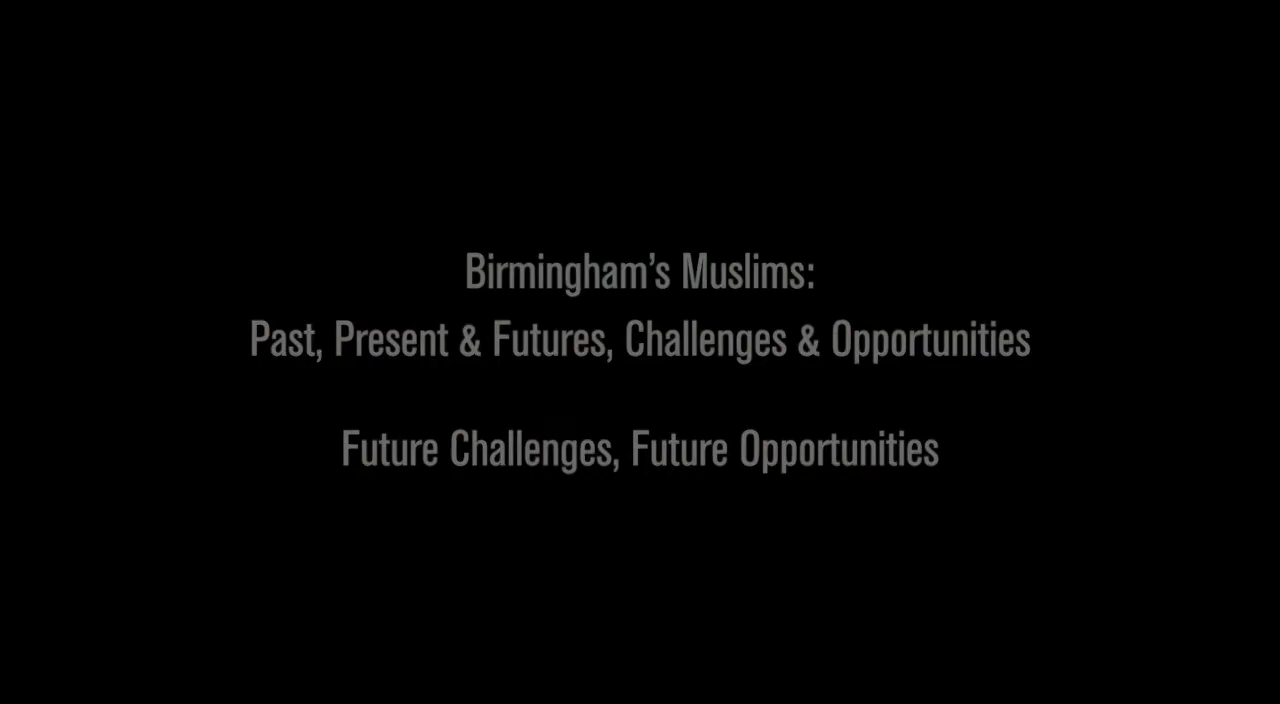 Birmingham’s Muslims:
Past, Present & Futures, Challenges & Opportunities
Future Challenges, Future Opportunities